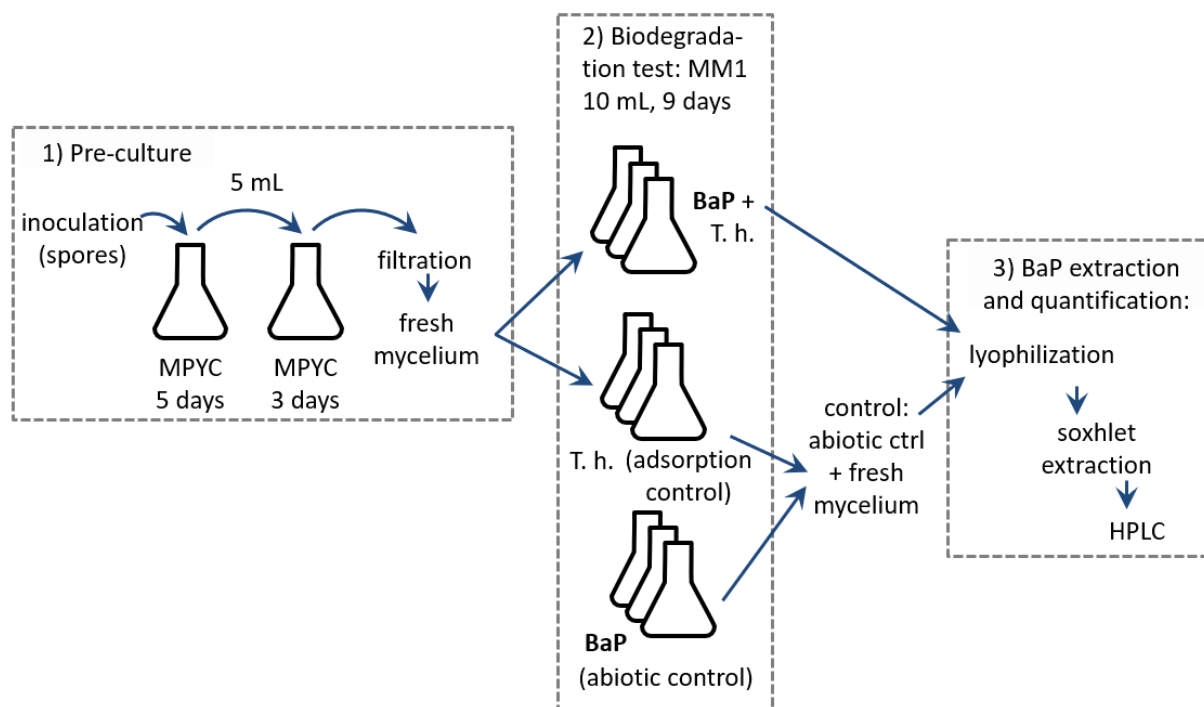 1) Pre-culture
5 mL
inoculation
(spores)
MPYC
5 days
MPYC
3 days
filtration
fresh
mycelium
2) Biodegrada-
tion test: MM1
10 mL, 9 days
BaP +
T. h.
T. h. (adsorption
control)
BaP
(abiotic control)
control:
abiotic ctrl
+ fresh
mycelium
3) BaP extraction
and quantification:
lyophilization
soxhlet
extraction
HPLC